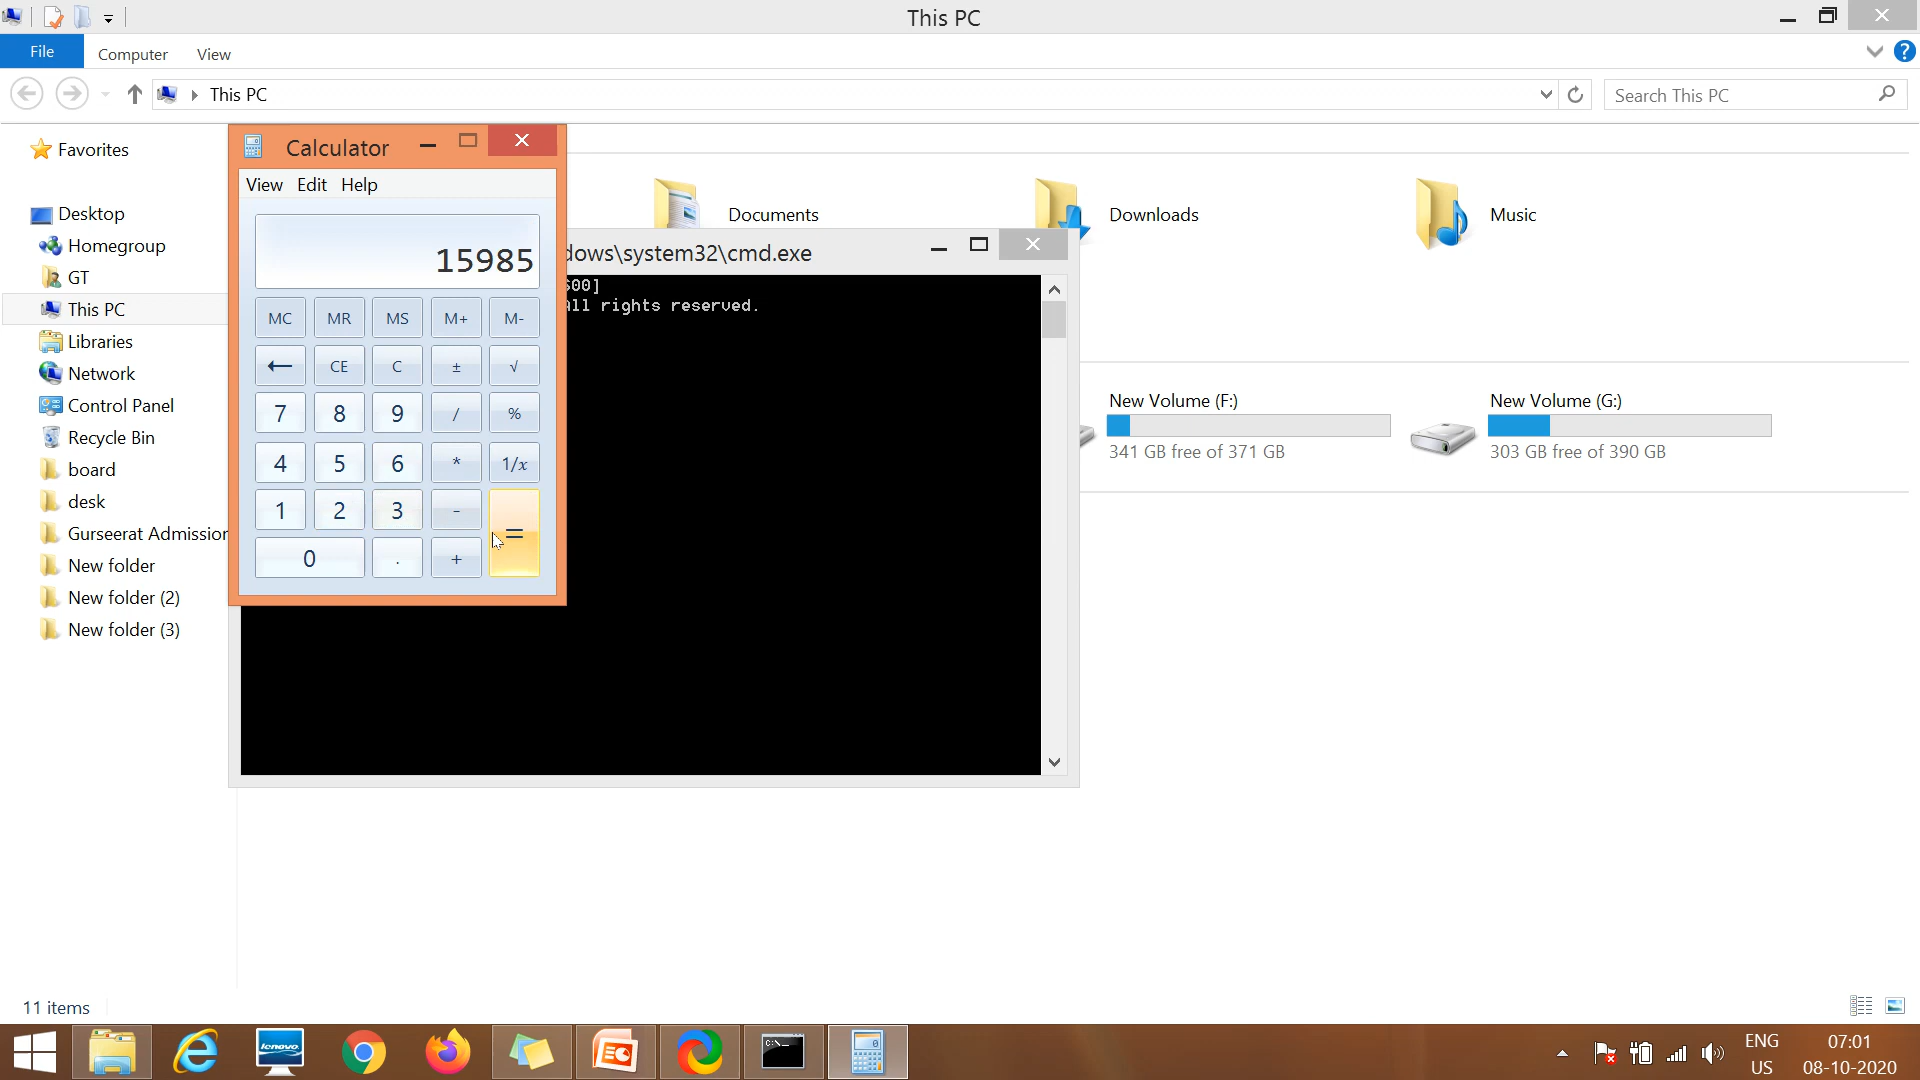 This PC
File
Computer
View
This PC
Search This PC
Favorites
Desktop
Homegroup
GT
This PC
Libraries
Network
Control Panel
Recycle Bin
board
desk
Gurseerat Admission
New folder
New folder (2)
New folder (3)
Calculator
View Edit Help
15985
MC MR MS M+ M-
← CE C ± √
7 8 9 / %
4 5 6 * 1/x
1 2 3 - =
0 . +
Documents
Downloads
Music
dows\system32\cmd.exe
600]
All rights reserved.
New Volume (F:)
341 GB free of 371 GB
New Volume (G:)
303 GB free of 390 GB
11 items
lenovo
C:\_
0
ENG
US
07:01
08-10-2020